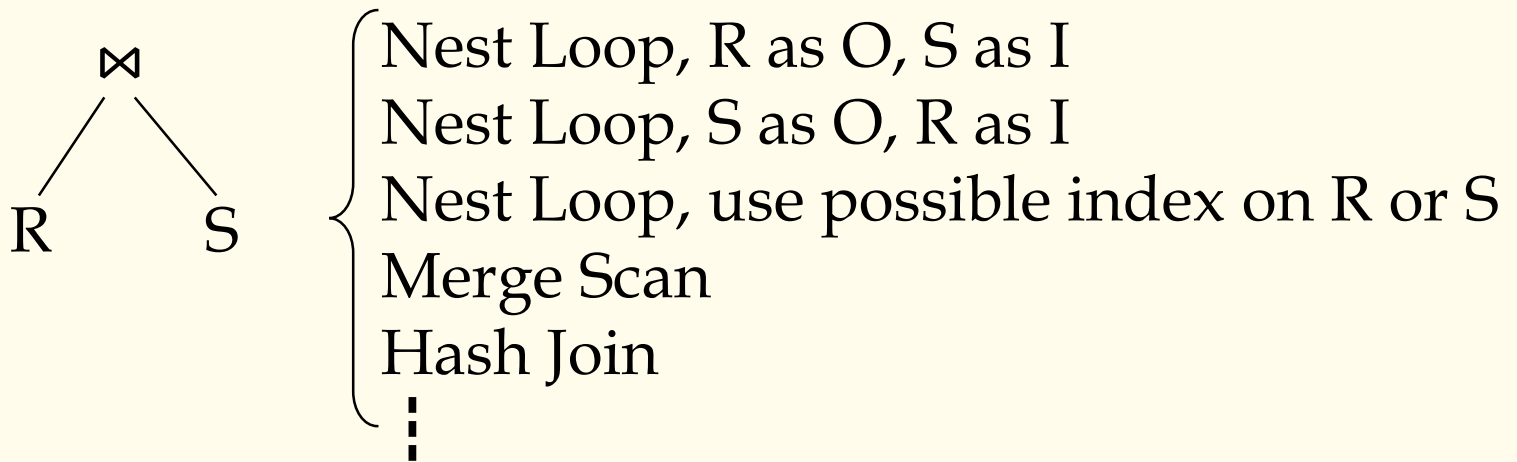 ⋈
R
S
Nest Loop, R as O, S as I
Nest Loop, S as O, R as I
Nest Loop, use possible index on R or S
Merge Scan
Hash Join